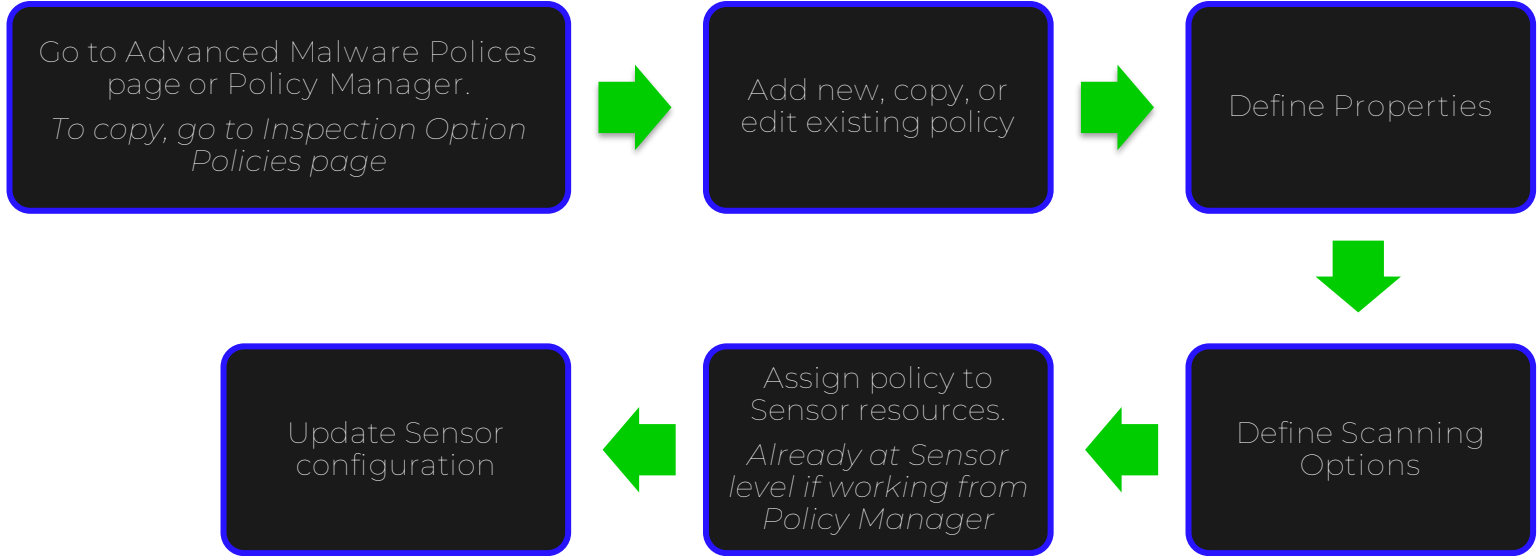 Go to Advanced Malware Polices
page or Policy Manager.
To copy, go to Inspection Option
Policies page
Add new, copy, or
edit existing policy
Define Properties
Define Scanning
Options
Assign policy to
Sensor resources.
Already at Sensor
level if working from
Policy Manager
Update Sensor
configuration